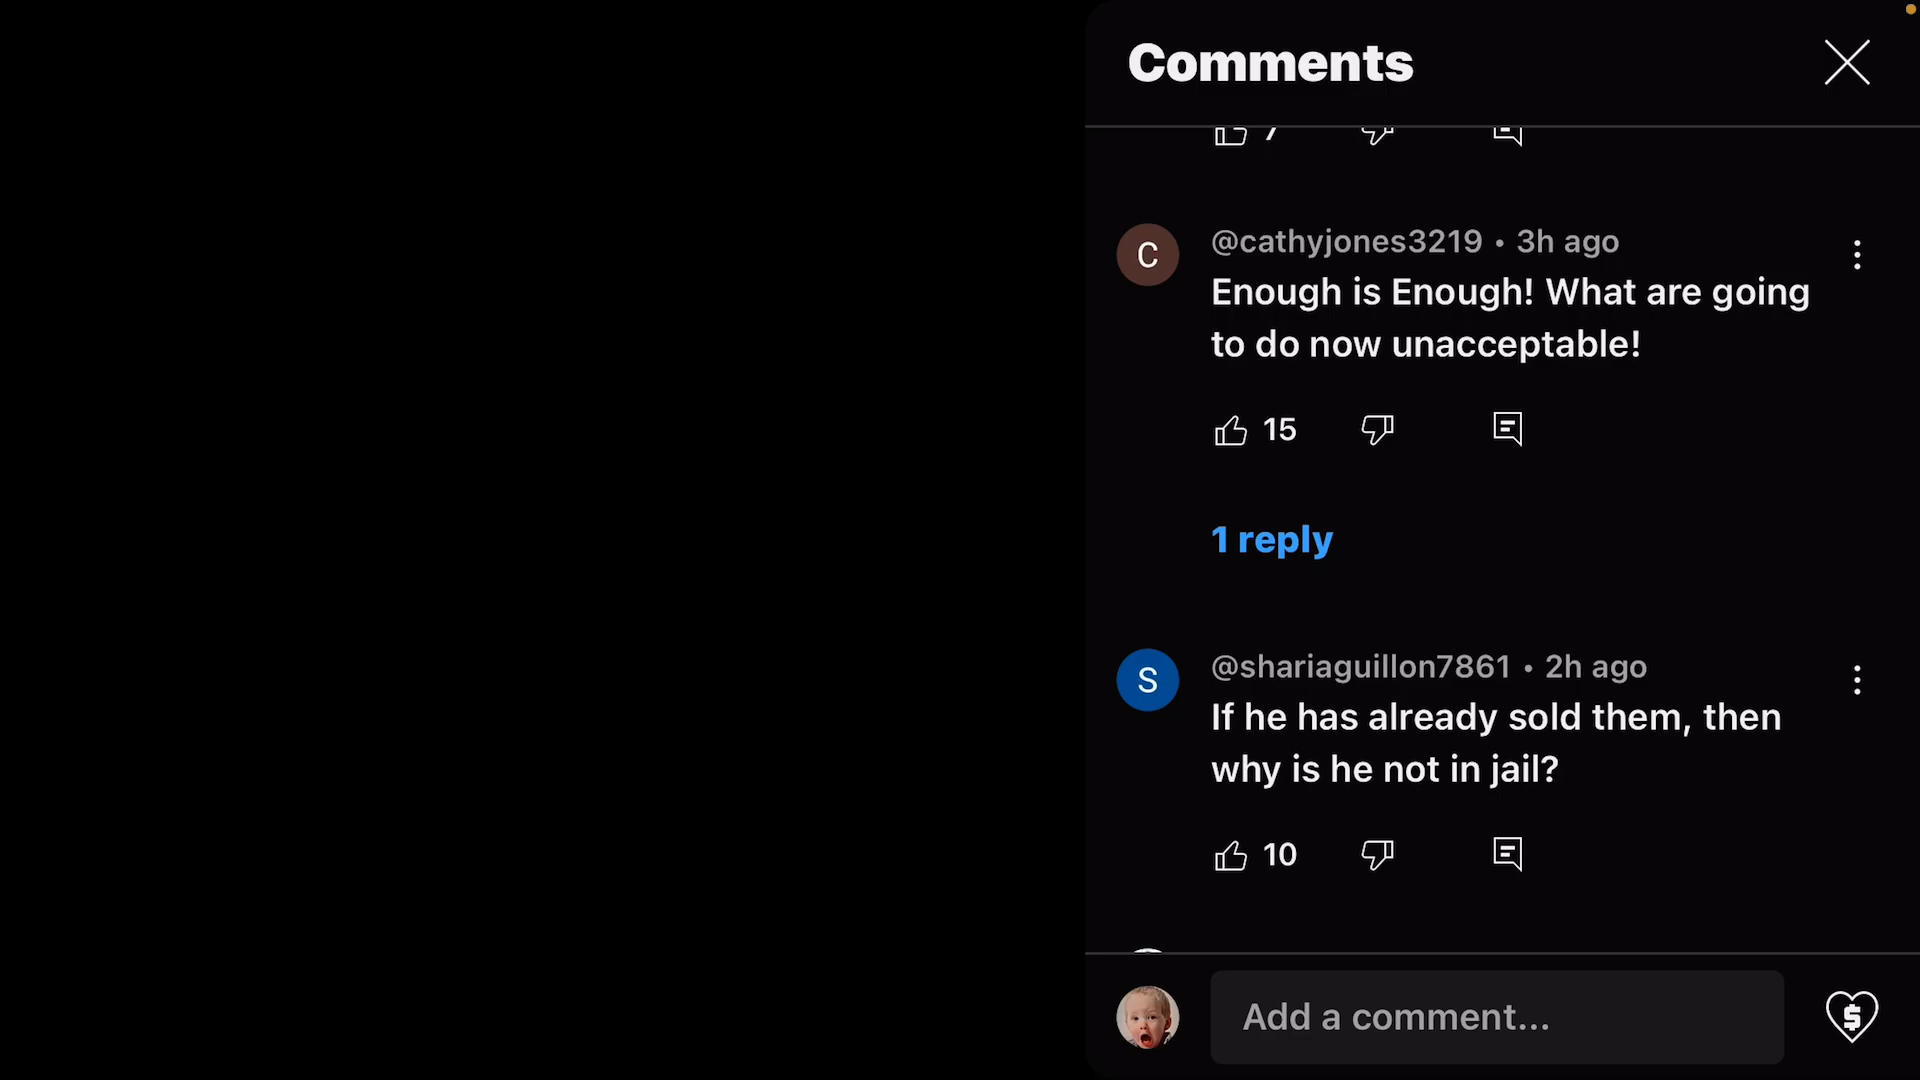 Comments
7
C
@cathyjones3219 • 3h ago
Enough is Enough! What are going
to do now unacceptable!
15
1 reply
S
@shariaguillon7861 • 2h ago
If he has already sold them, then
why is he not in jail?
10
Add a comment...
$